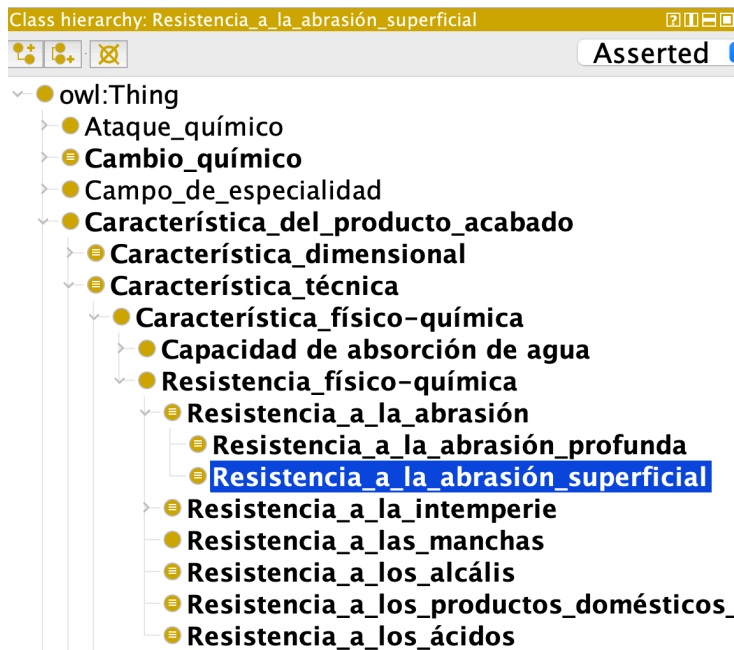 Class hierarchy: Resistencia_a_la_abrasión_superficial
Asserted
owl:Thing
Ataque_químico
Cambio_químico
Campo_de_especialidad
Característica_del_producto_acabado
Característica_dimensional
Característica_técnica
Característica_físico-química
Capacidad de absorción de agua
Resistencia_físico-química
Resistencia_a_la_abrasión
Resistencia_a_la_abrasión_profunda
Resistencia_a_la_abrasión_superficial
Resistencia_a_la_intemperie
Resistencia_a_las_manchas
Resistencia_a_los_alcális
Resistencia_a_los_productos_domésticos_
Resistencia_a_los_ácidos